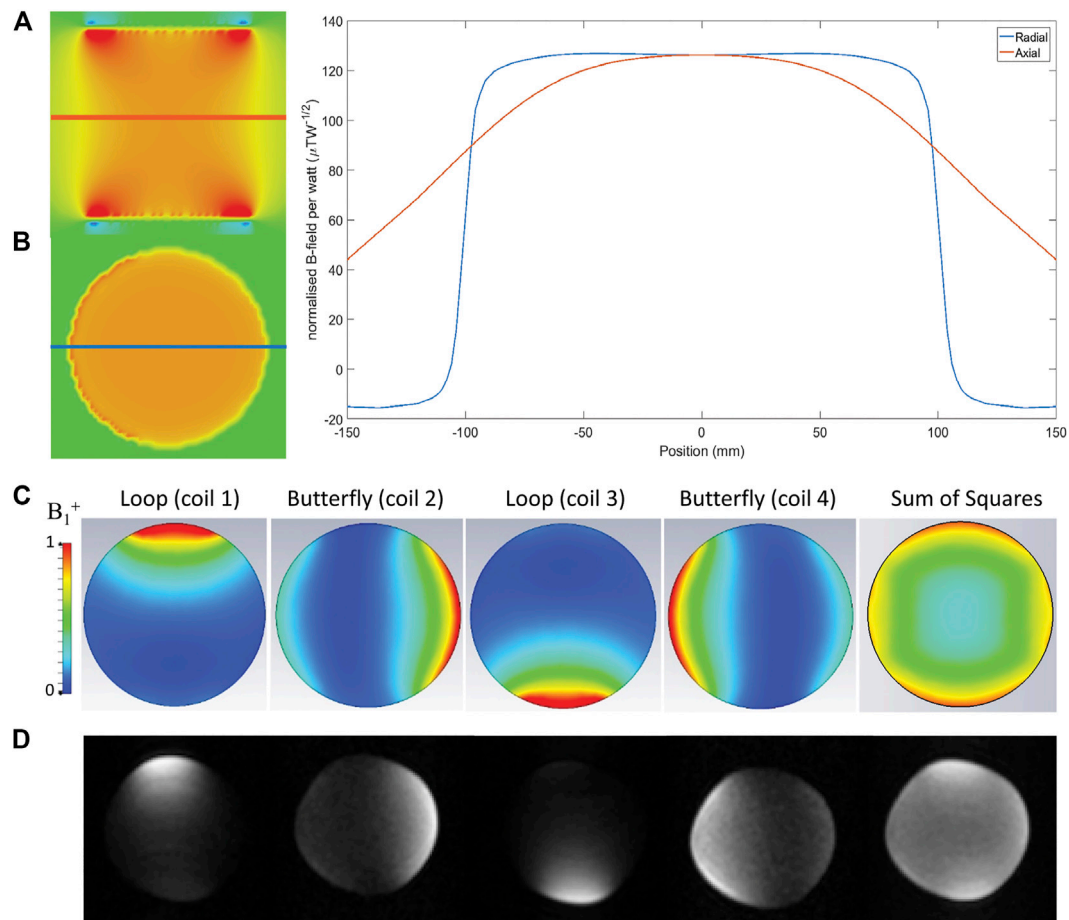 A
B
normalised B-field per watt (μTW⁻¹/²)
140
120
100
80
60
40
20
0
-20
-150
-100
-50
0
50
100
150
Position (mm)
Radial
Axial
C
Loop (coil 1)
Butterfly (coil 2)
Loop (coil 3)
Butterfly (coil 4)
Sum of Squares
B₁⁺
1
0
D